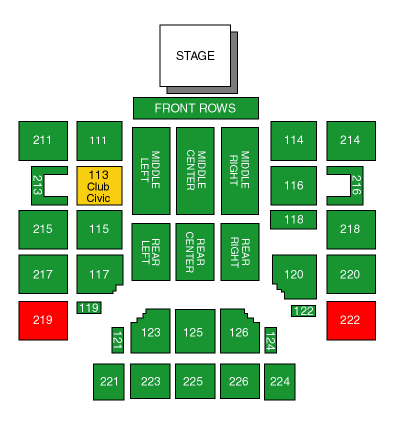 STAGE
FRONT ROWS
211
111
114
214
MIDDLE
LEFT
MIDDLE
CENTER
MIDDLE
RIGHT
213
113
Club
Civic
116
216
215
115
118
218
REAR
LEFT
REAR
CENTER
REAR
RIGHT
217
117
120
220
219
119
122
222
121
123
125
126
124
221
223
225
226
224